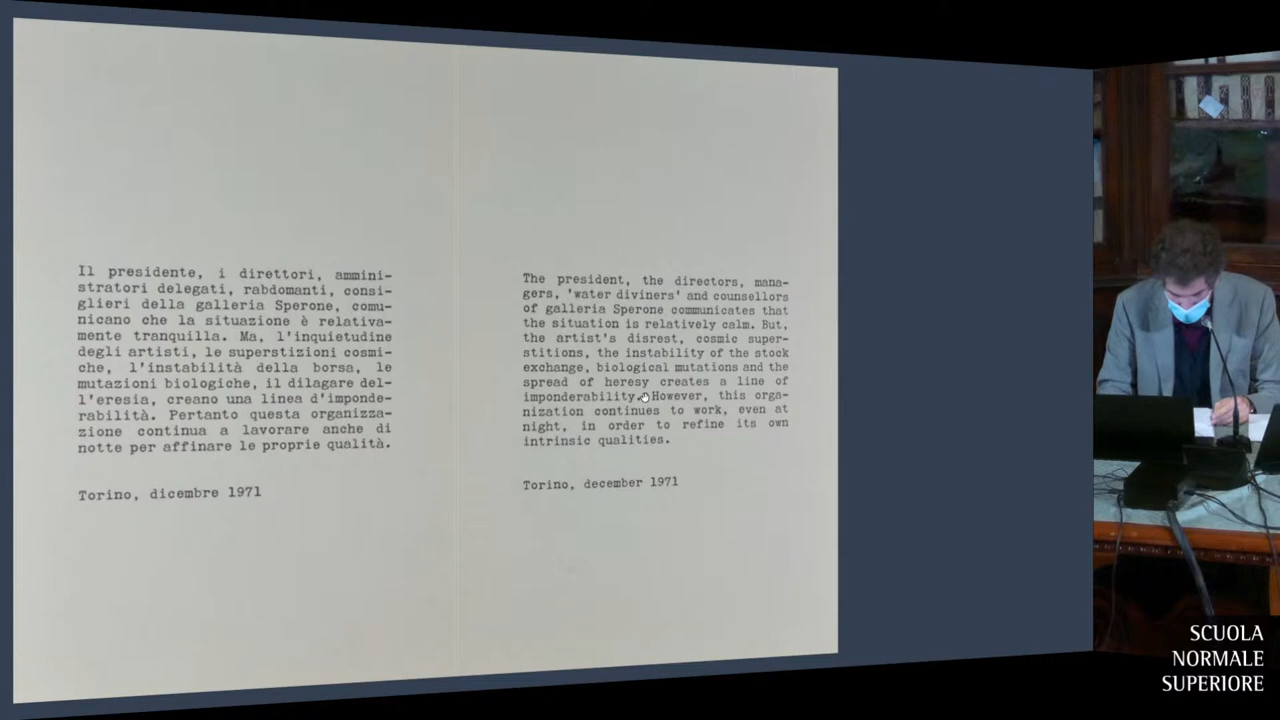 Il presidente, i direttori, ammini-
stratori delegati, rabdomanti, consi-
glieri della galleria Sperone, comu-
nicano che la situazione è relativa-
mente tranquilla. Ma, l'inquietudine
degli artisti, le superstizioni cosmi-
che, l'instabilità della borsa, le
mutazioni biologiche, il dilagare del-
l'eresia, creano una linea d'imponde-
rabilità. Pertanto questa organizza-
zione continua a lavorare anche di
notte per affinare le proprie qualità.
Torino, dicembre 1971
The president, the directors, mana-
gers, 'water diviners' and counsellors
of galleria Sperone communicates that
the situation is relatively calm. But,
the artist's disrest, cosmic super-
stitions, the instability of the stock
exchange, biological mutations and the
spread of heresy creates a line of
imponderability. However, this orga-
nization continues to work, even at
night, in order to refine its own
intrinsic qualities.
Torino, december 1971
SCUOLA
NORMALE
SUPERIORE